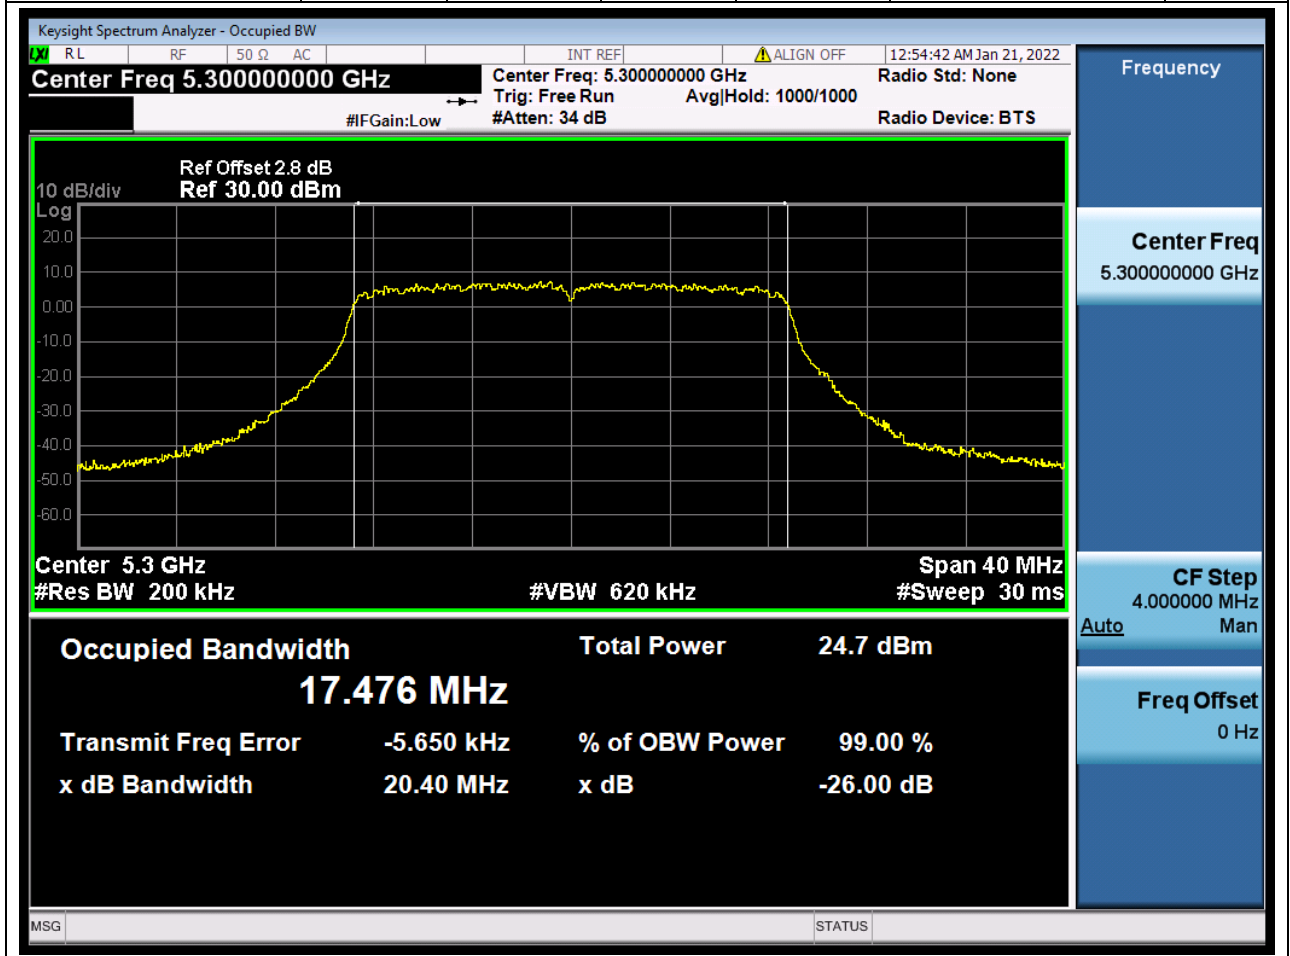 Keysight Spectrum Analyzer - Occupied BW
LXI RL RF 50 Ω AC INT REF ALIGN OFF 12:54:42 AM Jan 21, 2022
Center Freq 5.300000000 GHz
Center Freq: 5.300000000 GHz Radio Std: None
Trig: Free Run Avg|Hold: 1000/1000
#IFGain:Low #Atten: 34 dB Radio Device: BTS
Ref Offset 2.8 dB
10 dB/div Ref 30.00 dBm
Log
20.0
10.0
0.00
-10.0
-20.0
-30.0
-40.0
-50.0
-60.0
Center 5.3 GHz Span 40 MHz
#Res BW 200 kHz #VBW 620 kHz #Sweep 30 ms
Occupied Bandwidth Total Power 24.7 dBm
17.476 MHz
Transmit Freq Error -5.650 kHz % of OBW Power 99.00 %
x dB Bandwidth 20.40 MHz x dB -26.00 dB
MSG STATUS
Frequency
Center Freq
5.300000000 GHz
CF Step
4.000000 MHz
Auto Man
Freq Offset
0 Hz